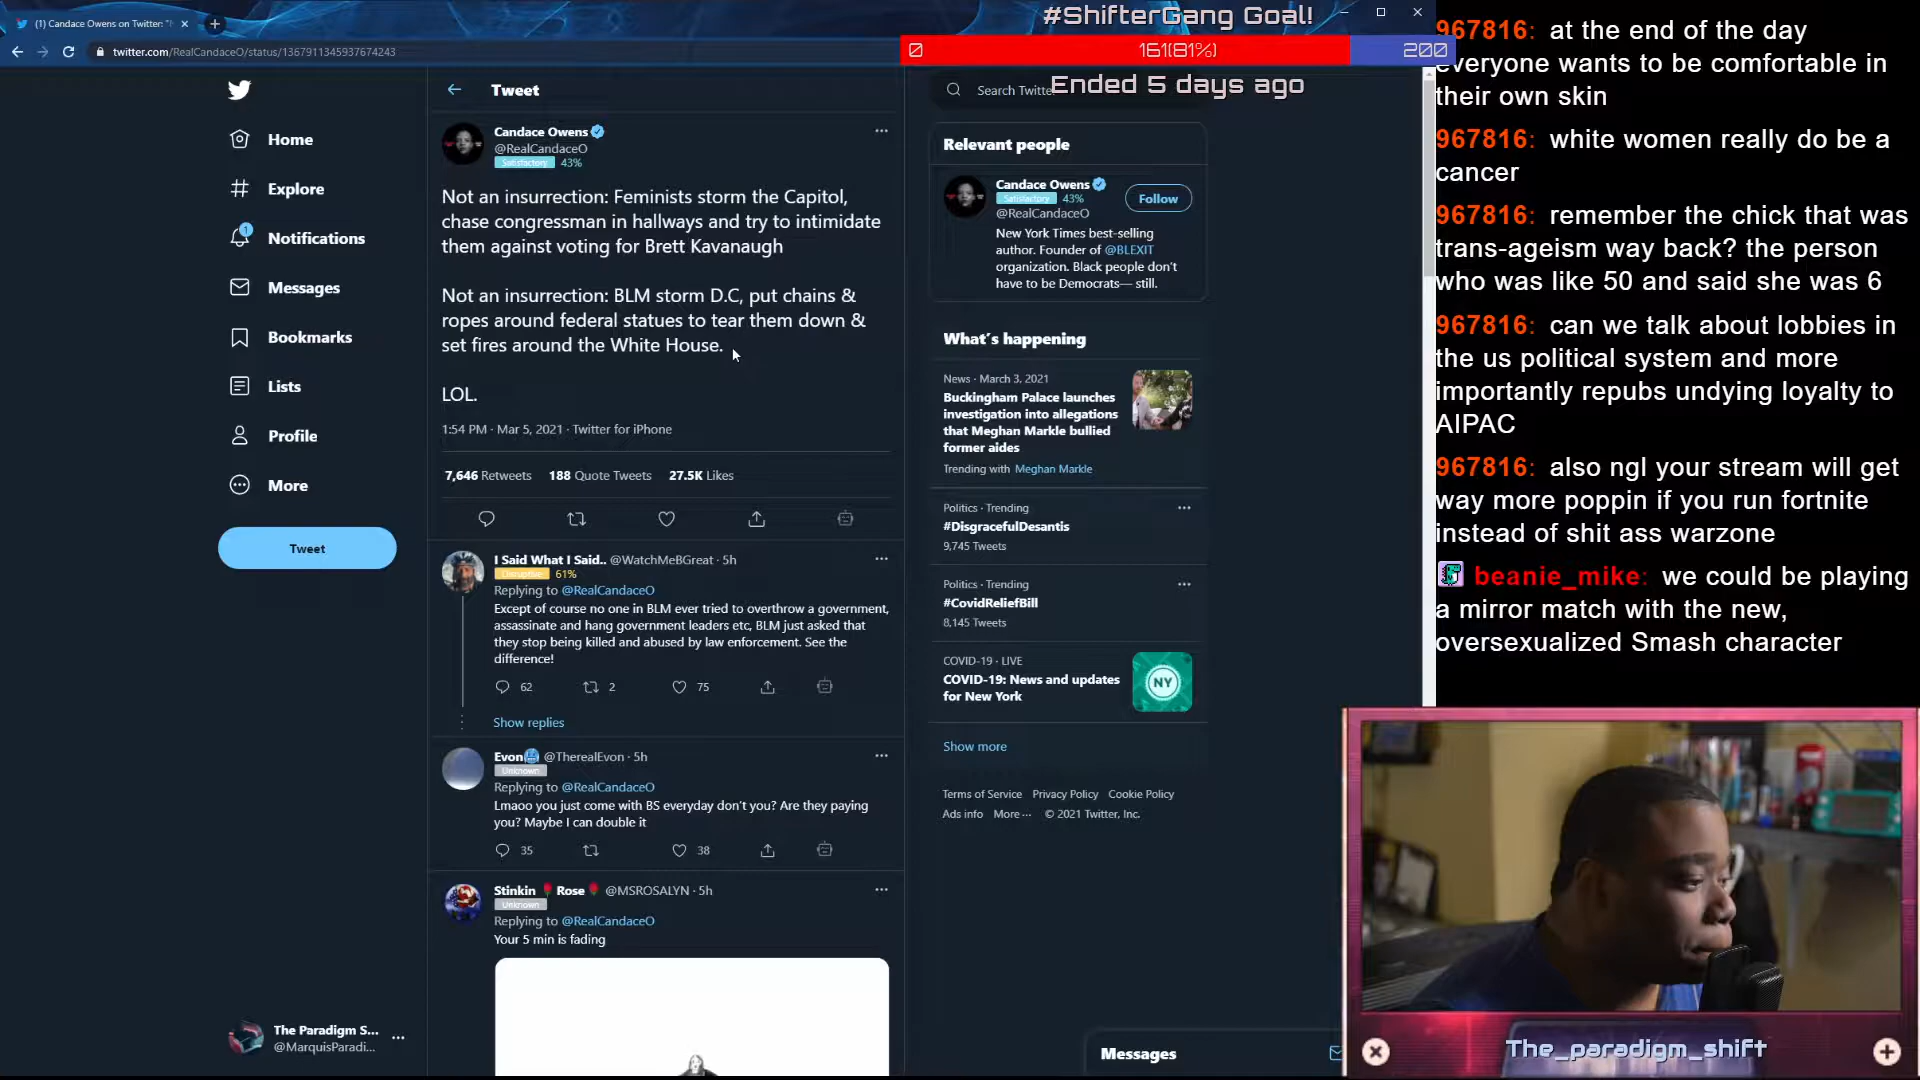 (1) Candace Owens on Twitter: "
twitter.com/RealCandaceO/status/1367911345937674243
#ShifterGang Goal!
0
161(81%)
200
Ended 5 days ago
Home
Explore
1
Notifications
Messages
Bookmarks
Lists
Profile
More
Tweet
The Paradigm S...
@MarquisParadi...
Tweet
Candace Owens
@RealCandaceO
Satisfactory 43%
Not an insurrection: Feminists storm the Capitol,
chase congressman in hallways and try to intimidate
them against voting for Brett Kavanaugh
Not an insurrection: BLM storm D.C, put chains &
ropes around federal statues to tear them down &
set fires around the White House.
LOL.
1:54 PM · Mar 5, 2021 · Twitter for iPhone
7,646 Retweets 188 Quote Tweets 27.5K Likes
I Said What I Said.. @WatchMeBGreat · 5h
Disruptive 61%
Replying to @RealCandaceO
Except of course no one in BLM ever tried to overthrow a government,
assassinate and hang government leaders etc, BLM just asked that
they stop being killed and abused by law enforcement. See the
difference!
62 2 75
Show replies
Evon @TherealEvon · 5h
Unknown
Replying to @RealCandaceO
Lmaoo you just come with BS everyday don't you? Are they paying
you? Maybe I can double it
35 38
Stinkin Rose @MSROSALYN · 5h
Unknown
Replying to @RealCandaceO
Your 5 min is fading
Search Twitte
Relevant people
Candace Owens
Satisfactory 43%
@RealCandaceO
Follow
New York Times best-selling
author. Founder of @BLEXIT
organization. Black people don't
have to be Democrats— still.
What's happening
News · March 3, 2021
Buckingham Palace launches
investigation into allegations
that Meghan Markle bullied
former aides
Trending with Meghan Markle
Politics · Trending
#DisgracefulDesantis
9,745 Tweets
Politics · Trending
#CovidReliefBill
8,145 Tweets
COVID-19 · LIVE
COVID-19: News and updates
for New York
NY
Show more
Terms of Service Privacy Policy Cookie Policy
Ads info More ··· © 2021 Twitter, Inc.
Messages
967816: at the end of the day
everyone wants to be comfortable in
their own skin
967816: white women really do be a
cancer
967816: remember the chick that was
trans-ageism way back? the person
who was like 50 and said she was 6
967816: can we talk about lobbies in
the us political system and more
importantly repubs undying loyalty to
AIPAC
967816: also ngl your stream will get
way more poppin if you run fortnite
instead of shit ass warzone
beanie_mike: we could be playing
a mirror match with the new,
oversexualized Smash character
The_paradigm_shift